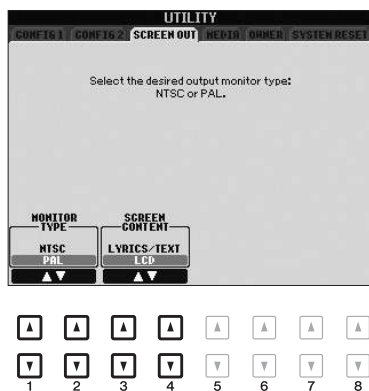 UTILITY
CONFIG 1 CONFIG 2 SCREEN OUT MEDIA OWNER SYSTEM RESET
Select the desired output monitor type:
NTSC or PAL.
MONITOR TYPE
NTSC
PAL
SCREEN CONTENT
LYRICS/TEXT
LCD
1 2 3 4 5 6 7 8